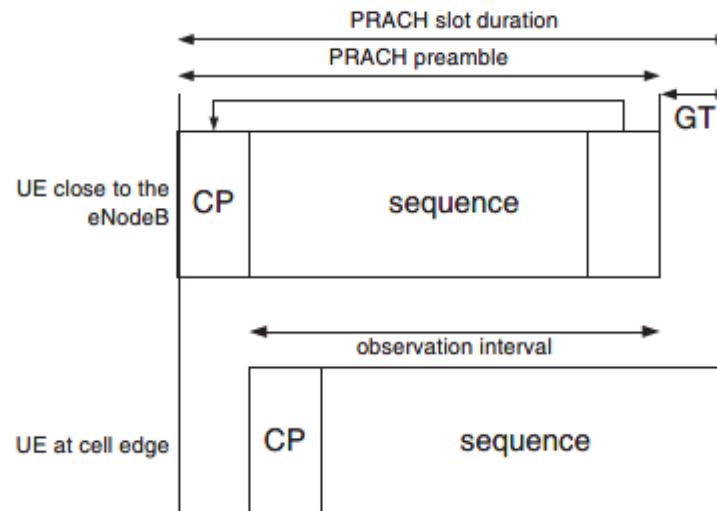 PRACH slot duration
PRACH preamble
GT
UE close to the
eNodeB
CP
sequence
observation interval
UE at cell edge
CP
sequence